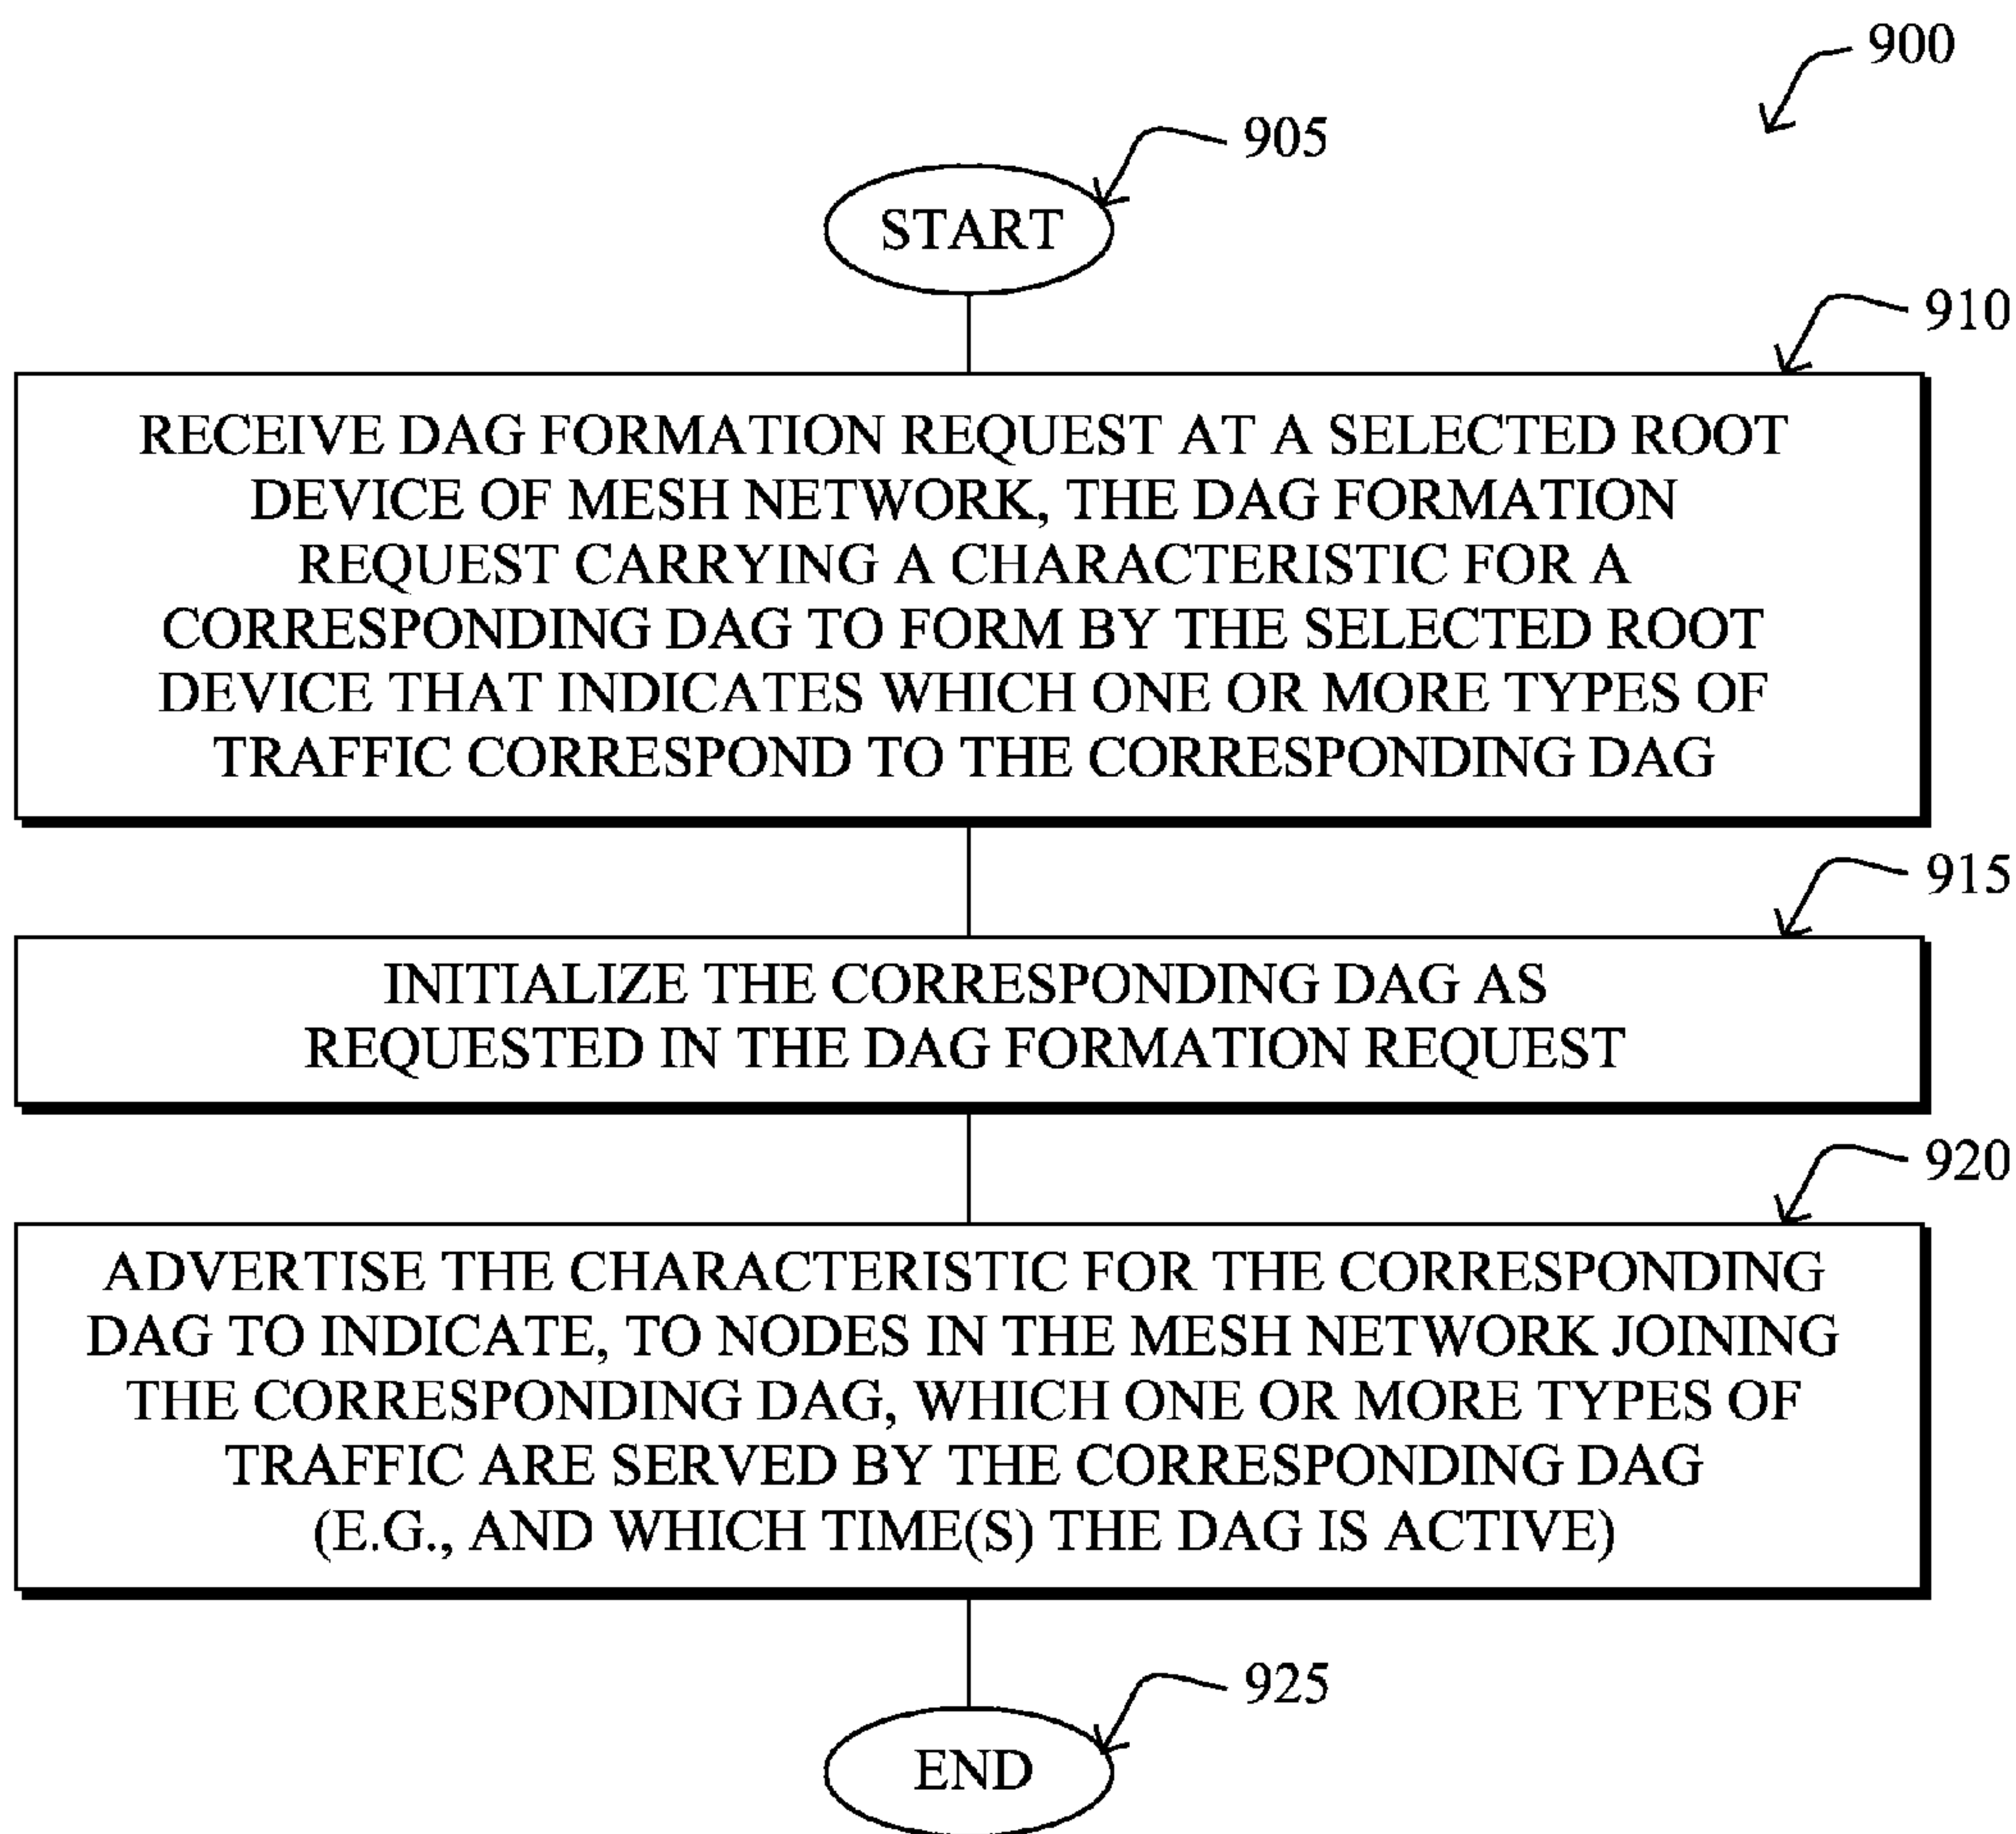 900
905
START
910
RECEIVE DAG FORMATION REQUEST AT A SELECTED ROOT
DEVICE OF MESH NETWORK, THE DAG FORMATION
REQUEST CARRYING A CHARACTERISTIC FOR A
CORRESPONDING DAG TO FORM BY THE SELECTED ROOT
DEVICE THAT INDICATES WHICH ONE OR MORE TYPES OF
TRAFFIC CORRESPOND TO THE CORRESPONDING DAG
915
INITIALIZE THE CORRESPONDING DAG AS
REQUESTED IN THE DAG FORMATION REQUEST
920
ADVERTISE THE CHARACTERISTIC FOR THE CORRESPONDING
DAG TO INDICATE, TO NODES IN THE MESH NETWORK JOINING
THE CORRESPONDING DAG, WHICH ONE OR MORE TYPES OF
TRAFFIC ARE SERVED BY THE CORRESPONDING DAG
(E.G., AND WHICH TIME(S) THE DAG IS ACTIVE)
925
END